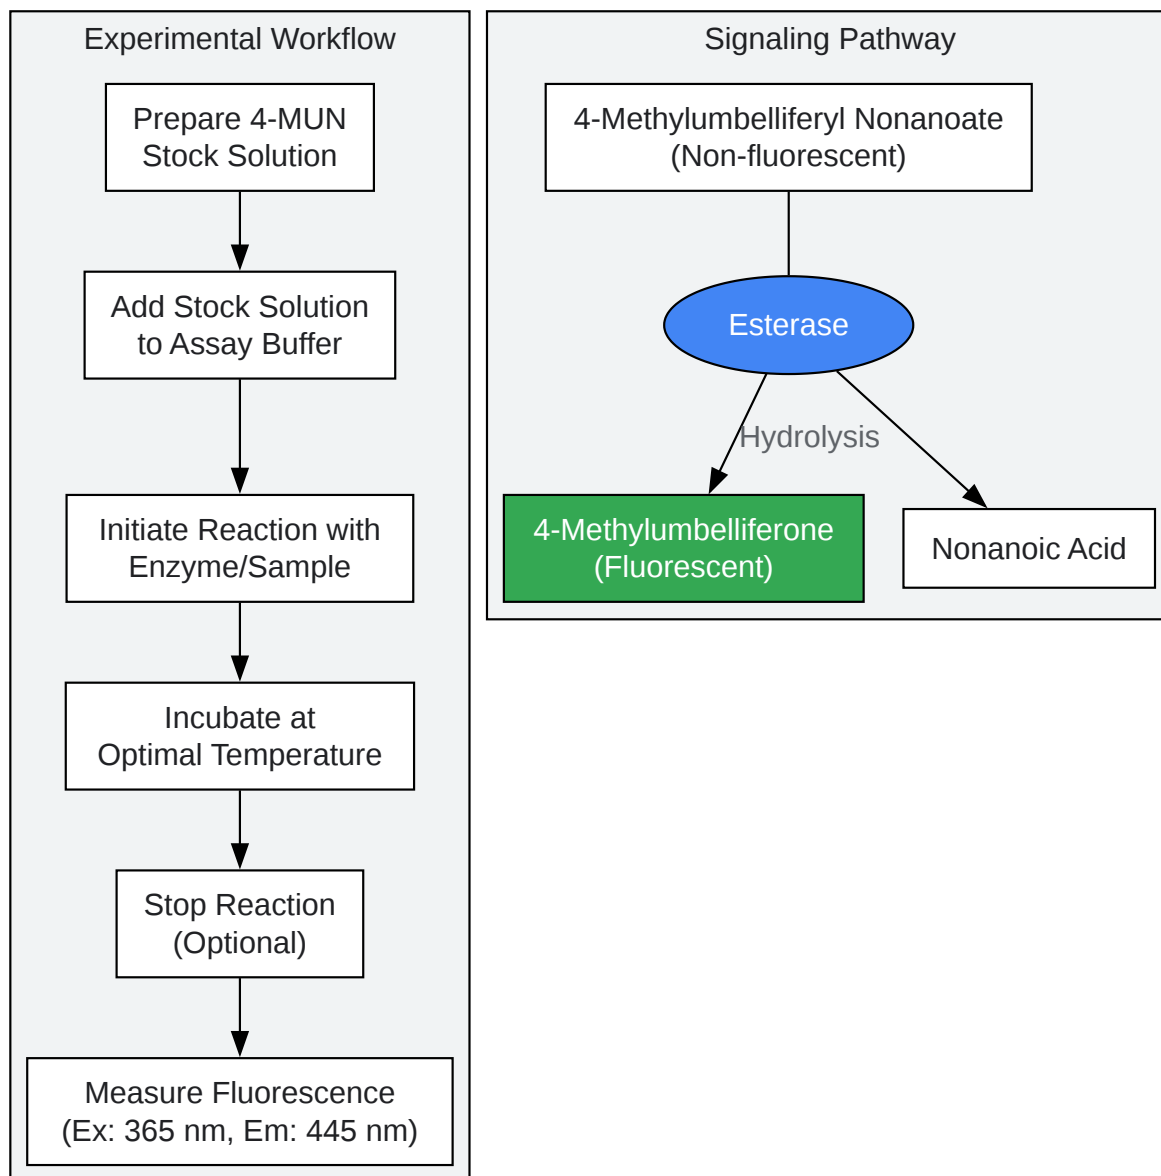 Experimental Workflow
Prepare 4-MUN
Stock Solution
Add Stock Solution
to Assay Buffer
Initiate Reaction with
Enzyme/Sample
Incubate at
Optimal Temperature
Stop Reaction
(Optional)
Measure Fluorescence
(Ex: 365 nm, Em: 445 nm)
Signaling Pathway
4-Methylumbelliferyl Nonanoate
(Non-fluorescent)
Esterase
Hydrolysis
4-Methylumbelliferone
(Fluorescent)
Nonanoic Acid